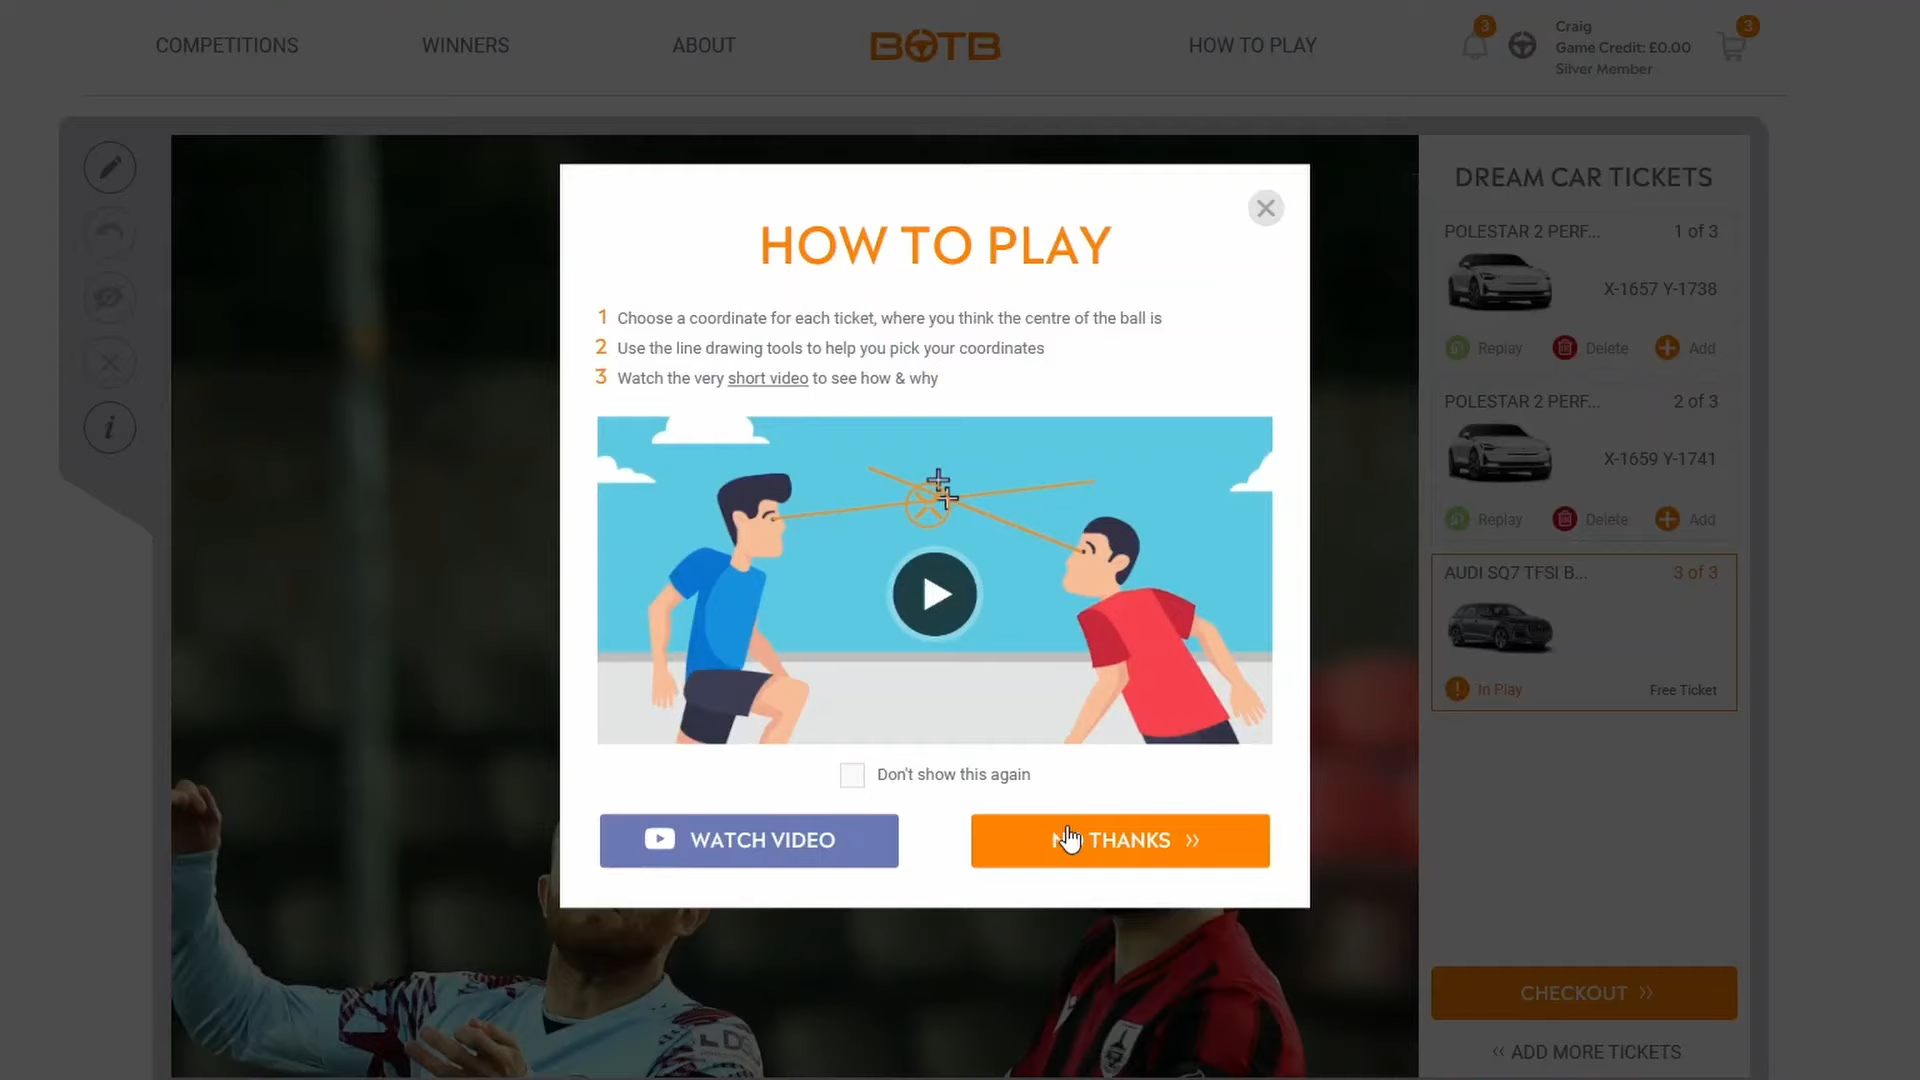 COMPETITIONS
WINNERS
ABOUT
BOTB
HOW TO PLAY
3
Craig
Game Credit: £0.00
Silver Member
3
HOW TO PLAY
1 Choose a coordinate for each ticket, where you think the centre of the ball is
2 Use the line drawing tools to help you pick your coordinates
3 Watch the very short video to see how & why
Don't show this again
WATCH VIDEO
THANKS »
DREAM CAR TICKETS
POLESTAR 2 PERF... 1 of 3
X-1657 Y-1738
Replay Delete Add
POLESTAR 2 PERF... 2 of 3
X-1659 Y-1741
Replay Delete Add
AUDI SQ7 TFSI B... 3 of 3
In Play Free Ticket
CHECKOUT »
« ADD MORE TICKETS